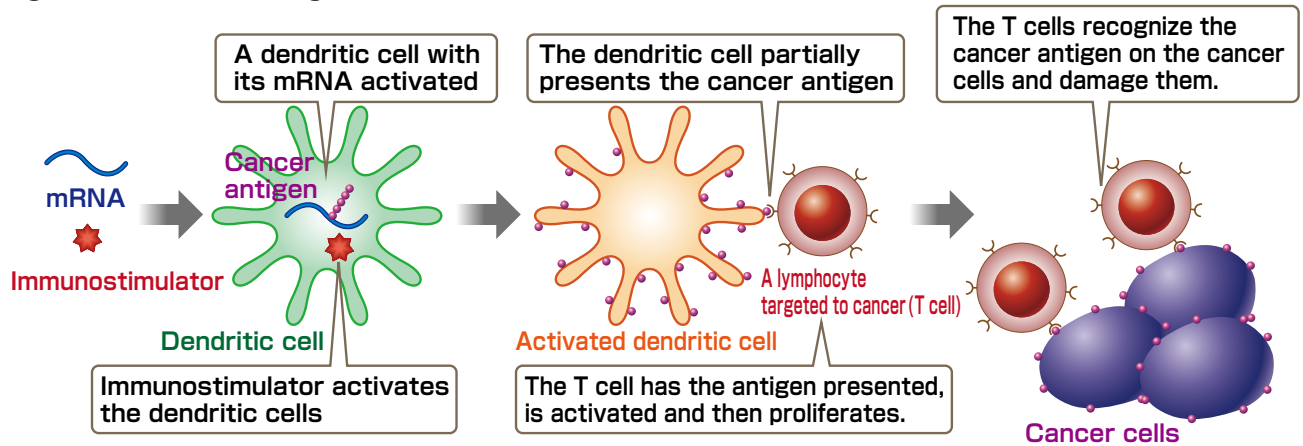 A dendritic cell with
its mRNA activated
The dendritic cell partially
presents the cancer antigen
The T cells recognize the
cancer antigen on the cancer
cells and damage them.
mRNA
Immunostimulator
Cancer
antigen
Dendritic cell
Immunostimulator activates
the dendritic cells
Activated dendritic cell
A lymphocyte
targeted to cancer (T cell)
The T cell has the antigen presented,
is activated and then proliferates.
Cancer cells